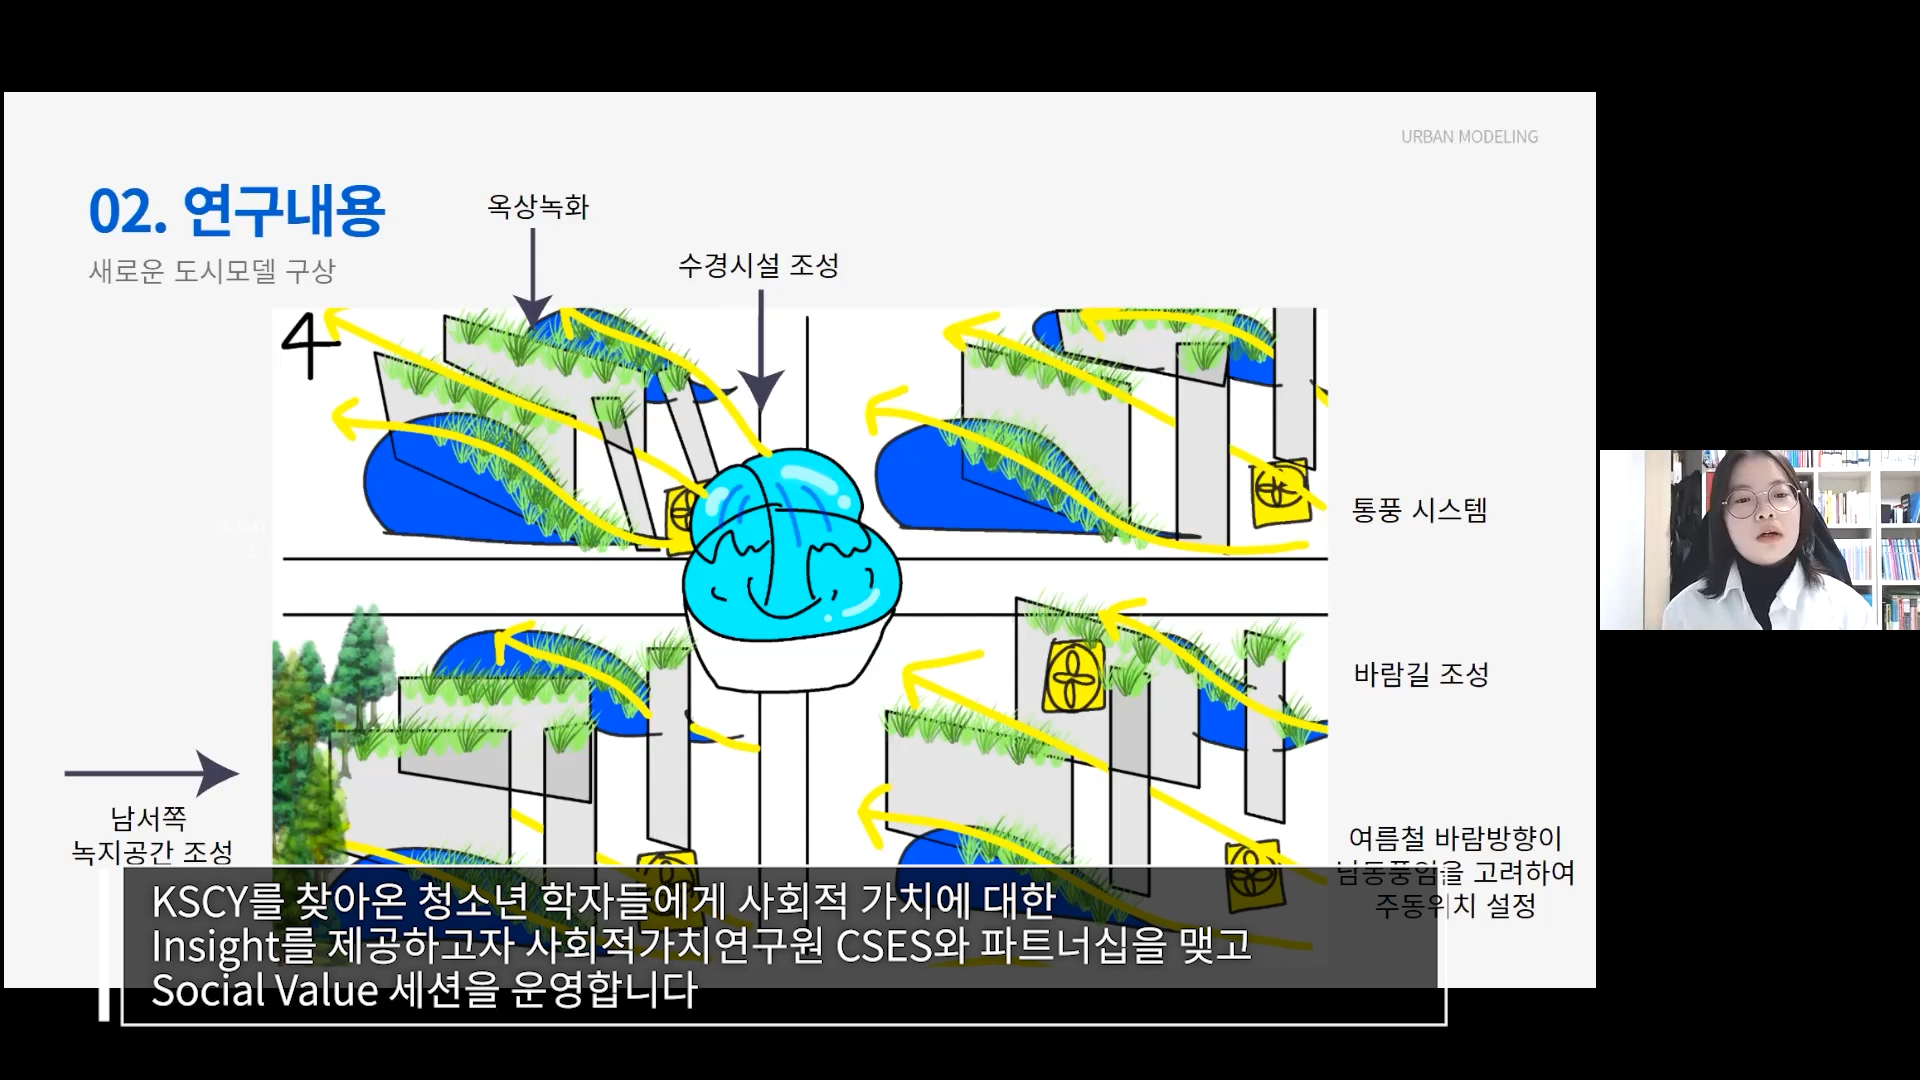 URBAN MODELING
02. 연구내용
새로운 도시모델 구상
옥상녹화
수경시설 조성
4
통풍 시스템
바람길 조성
남서쪽
녹지공간 조성
여름철 바람방향이
남동풍임을 고려하여
주동위치 설정
KSCY를 찾아온 청소년 학자들에게 사회적 가치에 대한
Insight를 제공하고자 사회적가치연구원 CSES와 파트너십을 맺고
Social Value 세션을 운영합니다